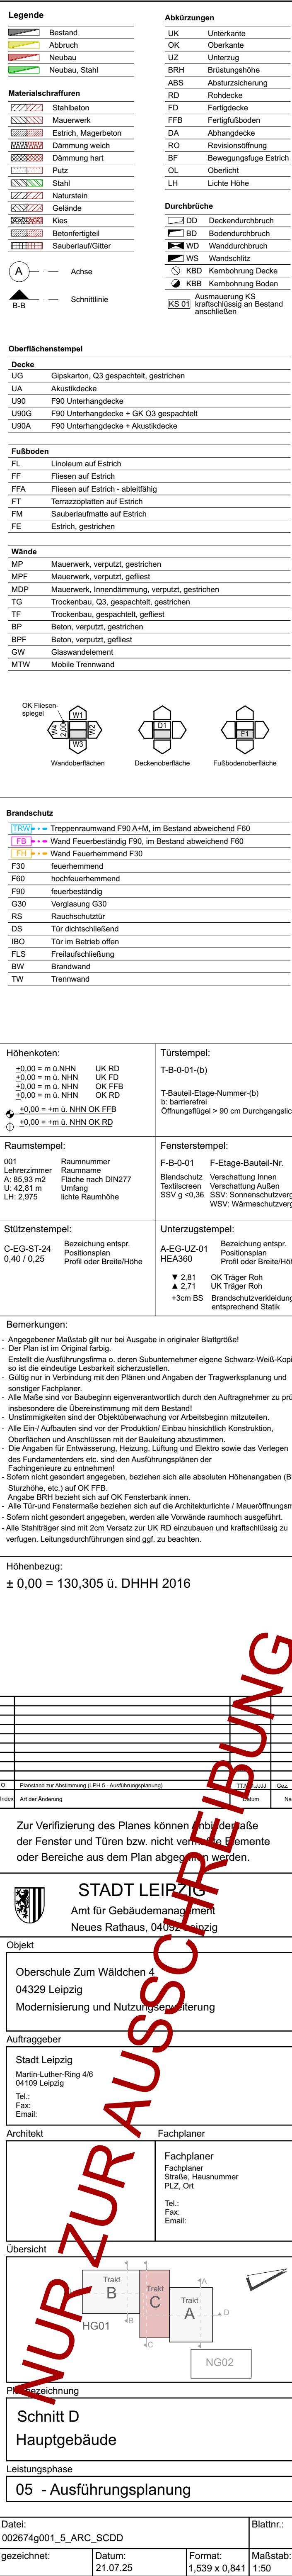 Legende
Bestand
Abbruch
Neubau
Neubau, Stahl
Materialschraffuren
Stahlbeton
Mauerwerk
Estrich, Magerbeton
Dämmung weich
Dämmung hart
Putz
Stahl
Naturstein
Gelände
Kies
Betonfertigteil
Sauberlauf/Gitter
A Achse
B-B Schnittlinie
Abkürzungen
UK Unterkante
OK Oberkante
UZ Unterzug
BRH Brüstungshöhe
ABS Absturzsicherung
RD Rohdecke
FD Fertigdecke
FFB Fertigfußboden
DA Abhangdecke
RO Revisionsöffnung
BF Bewegungsfuge Estrich
OL Oberlicht
LH Lichte Höhe
Durchbrüche
DD Deckendurchbruch
BD Bodendurchbruch
WD Wanddurchbruch
WS Wandschlitz
KBD Kernbohrung Decke
KBB Kernbohrung Boden
KS 01 Ausmauerung KS
kraftschlüssig an Bestand
anschließen
Oberflächenstempel
Decke
UG Gipskarton, Q3 gespachtelt, gestrichen
UA Akustikdecke
U90 F90 Unterhangdecke
U90G F90 Unterhangdecke + GK Q3 gespachtelt
U90A F90 Unterhangdecke + Akustikdecke
Fußboden
FL Linoleum auf Estrich
FF Fliesen auf Estrich
FFA Fliesen auf Estrich - ableitfähig
FT Terrazzoplatten auf Estrich
FM Sauberlaufmatte auf Estrich
FE Estrich, gestrichen
Wände
MP Mauerwerk, verputzt, gestrichen
MPF Mauerwerk, verputzt, gefliest
MDP Mauerwerk, Innendämmung, verputzt, gestrichen
TG Trockenbau, Q3, gespachtelt, gestrichen
TF Trockenbau, gespachtelt, gefliest
BP Beton, verputzt, gestrichen
BPF Beton, verputzt, gefliest
GW Glaswandelement
MTW Mobile Trennwand
OK Fliesen-
spiegel
W1
W4 2,00 W2
W3
D1
F1
Wandoberflächen Deckenoberfläche Fußbodenoberfläche
Brandschutz
TRW Treppenraumwand F90 A+M, im Bestand abweichend F60
FB Wand Feuerbeständig F90, im Bestand abweichend F60
FH Wand Feuerhemmend F30
F30 feuerhemmend
F60 hochfeuerhemmend
F90 feuerbeständig
G30 Verglasung G30
RS Rauchschutztür
DS Tür dichtschließend
IBO Tür im Betrieb offen
FLS Freilaufschließung
BW Brandwand
TW Trennwand
Höhenkoten:
+0,00 = m ü.NHN UK RD
+0,00 = m ü. NHN UK FD
+0,00 = m ü. NHN OK FFB
+0,00 = m ü. NHN OK RD
+0,00 = +m ü. NHN OK FFB
+0,00 = +m ü. NHN OK RD
Türstempel:
T-B-0-01-(b)
T-Bauteil-Etage-Nummer-(b)
b: barrierefrei
Öffnungsflügel > 90 cm Durchgangslic
Raumstempel:
001 Raumnummer
Lehrerzimmer Raumname
A: 85,93 m2 Fläche nach DIN277
U: 42,81 m Umfang
LH: 2,975 lichte Raumhöhe
Fensterstempel:
F-B-0-01 F-Etage-Bauteil-Nr.
Blendschutz Verschattung Innen
Textilscreen Verschattung Außen
SSV g <0,36 SSV: Sonnenschutzverg
WSV: Wärmeschutzverg
Stützenstempel:
C-EG-ST-24 Bezeichung entspr.
Positionsplan
0,40 / 0,25 Profil oder Breite/Höhe
Unterzugstempel:
A-EG-UZ-01 Bezeichung entspr.
Positionsplan
HEA360 Profil oder Breite/Höh
2,81 OK Träger Roh
2,71 UK Träger Roh
+3cm BS Brandschutzverkleidung
entsprechend Statik
Bemerkungen:
- Angegebener Maßstab gilt nur bei Ausgabe in originaler Blattgröße!
- Der Plan ist im Original farbig.
Erstellt die Ausführungsfirma o. deren Subunternehmer eigene Schwarz-Weiß-Kopi
so ist die eindeutige Lesbarkeit sicherzustellen.
- Gültig nur in Verbindung mit den Plänen und Angaben der Tragwerksplanung und
sonstiger Fachplaner.
- Alle Maße sind vor Baubeginn eigenverantwortlich durch den Auftragnehmer zu prü
insbesondere die Übereinstimmung mit dem Bestand!
- Unstimmigkeiten sind der Objektüberwachung vor Arbeitsbeginn mitzuteilen.
- Alle Ein-/ Aufbauten sind vor der Produktion/ Einbau hinsichtlich Konstruktion,
Oberflächen und Anschlüssen mit der Bauleitung abzustimmen.
- Die Angaben für Entwässerung, Heizung, Lüftung und Elektro sowie das Verlegen
des Fundamenterders etc. sind den Ausführungsplänen der
Fachingenieure zu entnehmen!
- Sofern nicht gesondert angegeben, beziehen sich alle absoluten Höhenangaben (B
Sturzhöhe, etc.) auf OK FFB.
Angabe BRH bezieht sich auf OK Fensterbank innen.
- Alle Tür-und Fenstermaße beziehen sich auf die Architekturlichte / Maueröffnungsm
- Sofern nicht gesondert angegeben, werden alle Vorwände raumhoch ausgeführt.
- Alle Stahlträger sind mit 2cm Versatz zur UK RD einzubauen und kraftschlüssig zu
verfugen. Leitungsdurchführungen sind ggf. zu beachten.
Höhenbezug:
± 0,00 = 130,305 ü. DHHH 2016
O Planstand zur Abstimmung (LPH 5 - Ausführungsplanung) TT.MM.JJJJ Gez.
Index Art der Änderung Datum Na
Zur Verifizierung des Planes können Anbindemaße
der Fenster und Türen bzw. nicht vermaßte Elemente
oder Bereiche aus dem Plan abgegriffen werden.
STADT LEIPZIG
Amt für Gebäudemanagment
Neues Rathaus, 04092 Leipzig
Objekt
Oberschule Zum Wäldchen 4
04329 Leipzig
Modernisierung und Nutzungserweiterung
Auftraggeber
Stadt Leipzig
Martin-Luther-Ring 4/6
04109 Leipzig
Tel.:
Fax:
Email:
Architekt
Fachplaner
Fachplaner
Fachplaner
Straße, Hausnummer
PLZ, Ort
Tel.:
Fax:
Email:
Übersicht
Trakt
B
Trakt
C
Trakt
A
HG01
NG02
A
B
C
D
Planbezeichnung
Schnitt D
Hauptgebäude
Leistungsphase
05 - Ausführungsplanung
Datei: Blattnr.:
002674g001_5_ARC_SCDD
gezeichnet: Datum: Format: Maßstab:
21.07.25 1,539 x 0,841 1:50
NUR ZUR AUSSCHREIBUNG